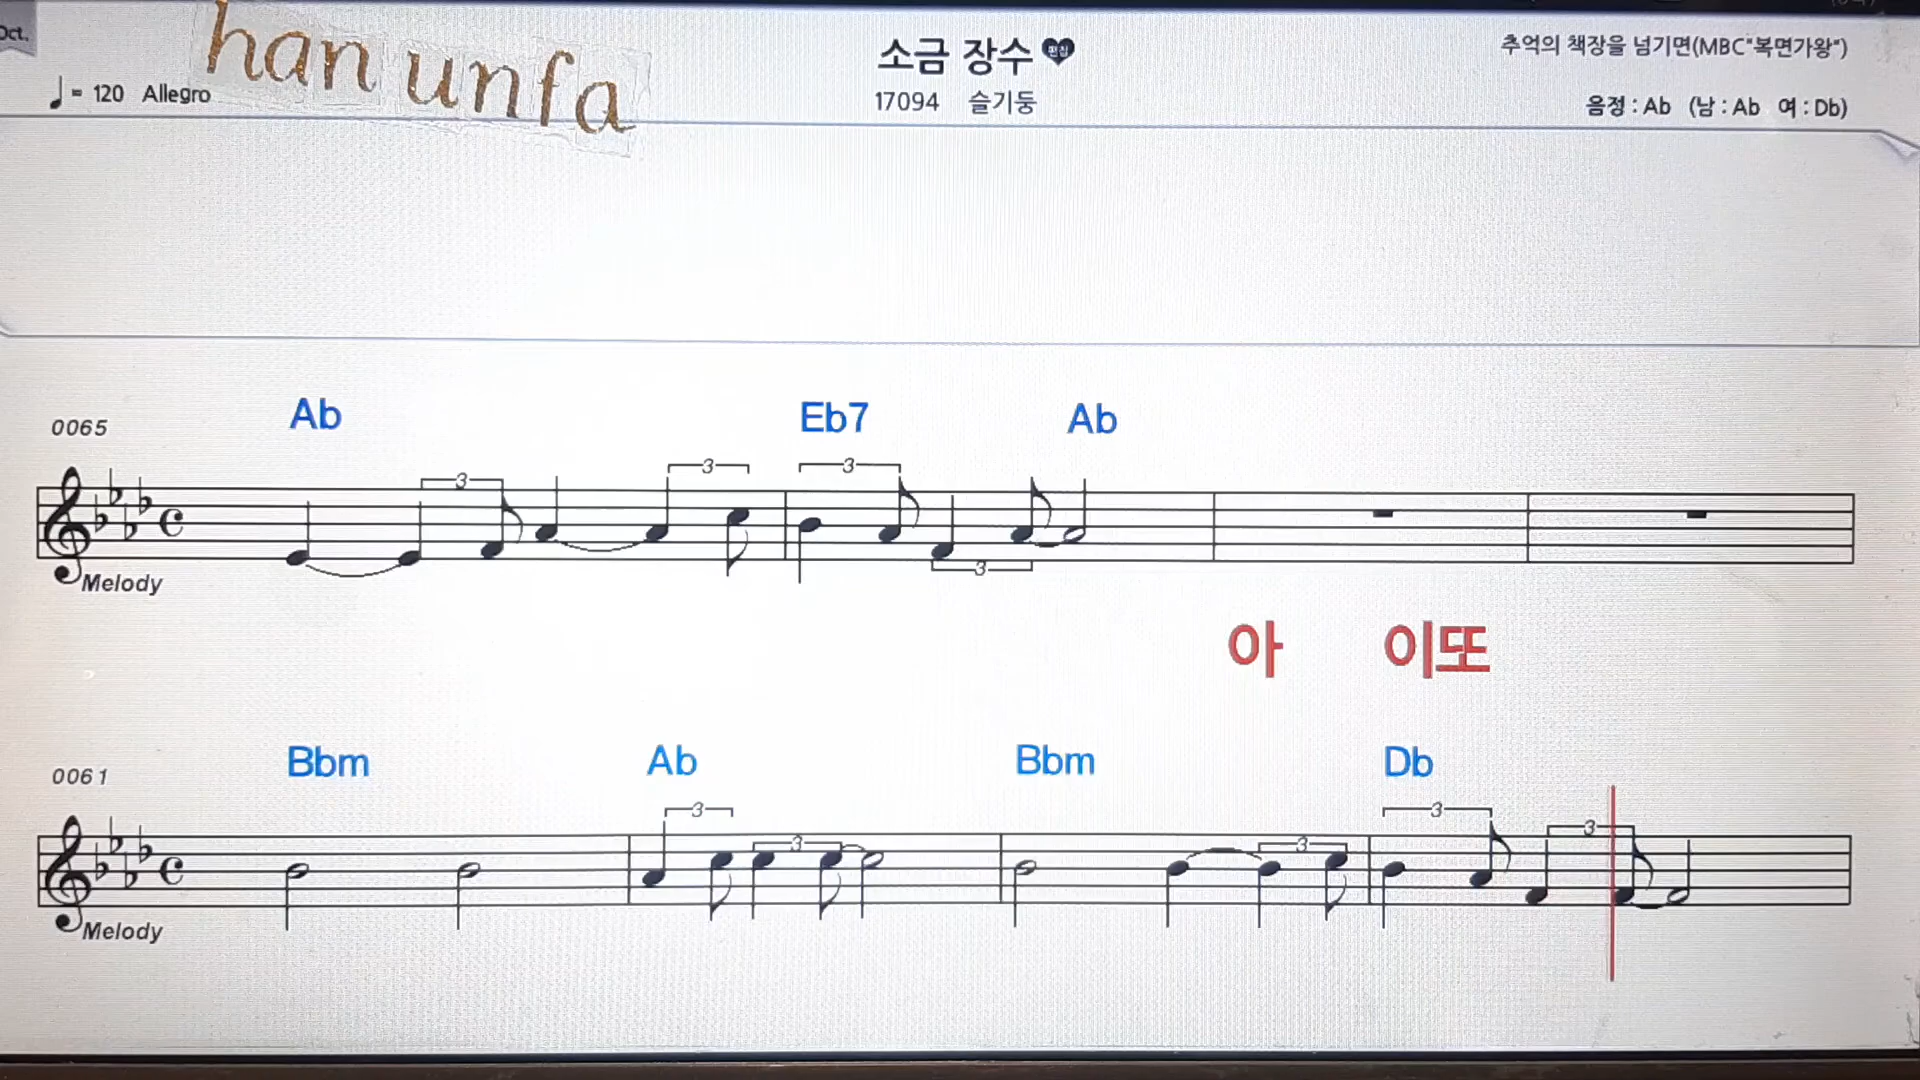 Oct.
han unfa
♩= 120 Allegro
소금 장수 편집
17094 슬기둥
추억의 책장을 넘기면(MBC"복면가왕")
음정 : Ab (남 : Ab 여 : Db)
0065 Ab Eb7 Ab
3 3 3 3
Melody
아 이또
0061 Bbm Ab Bbm Db
3 3 3 3 3
Melody